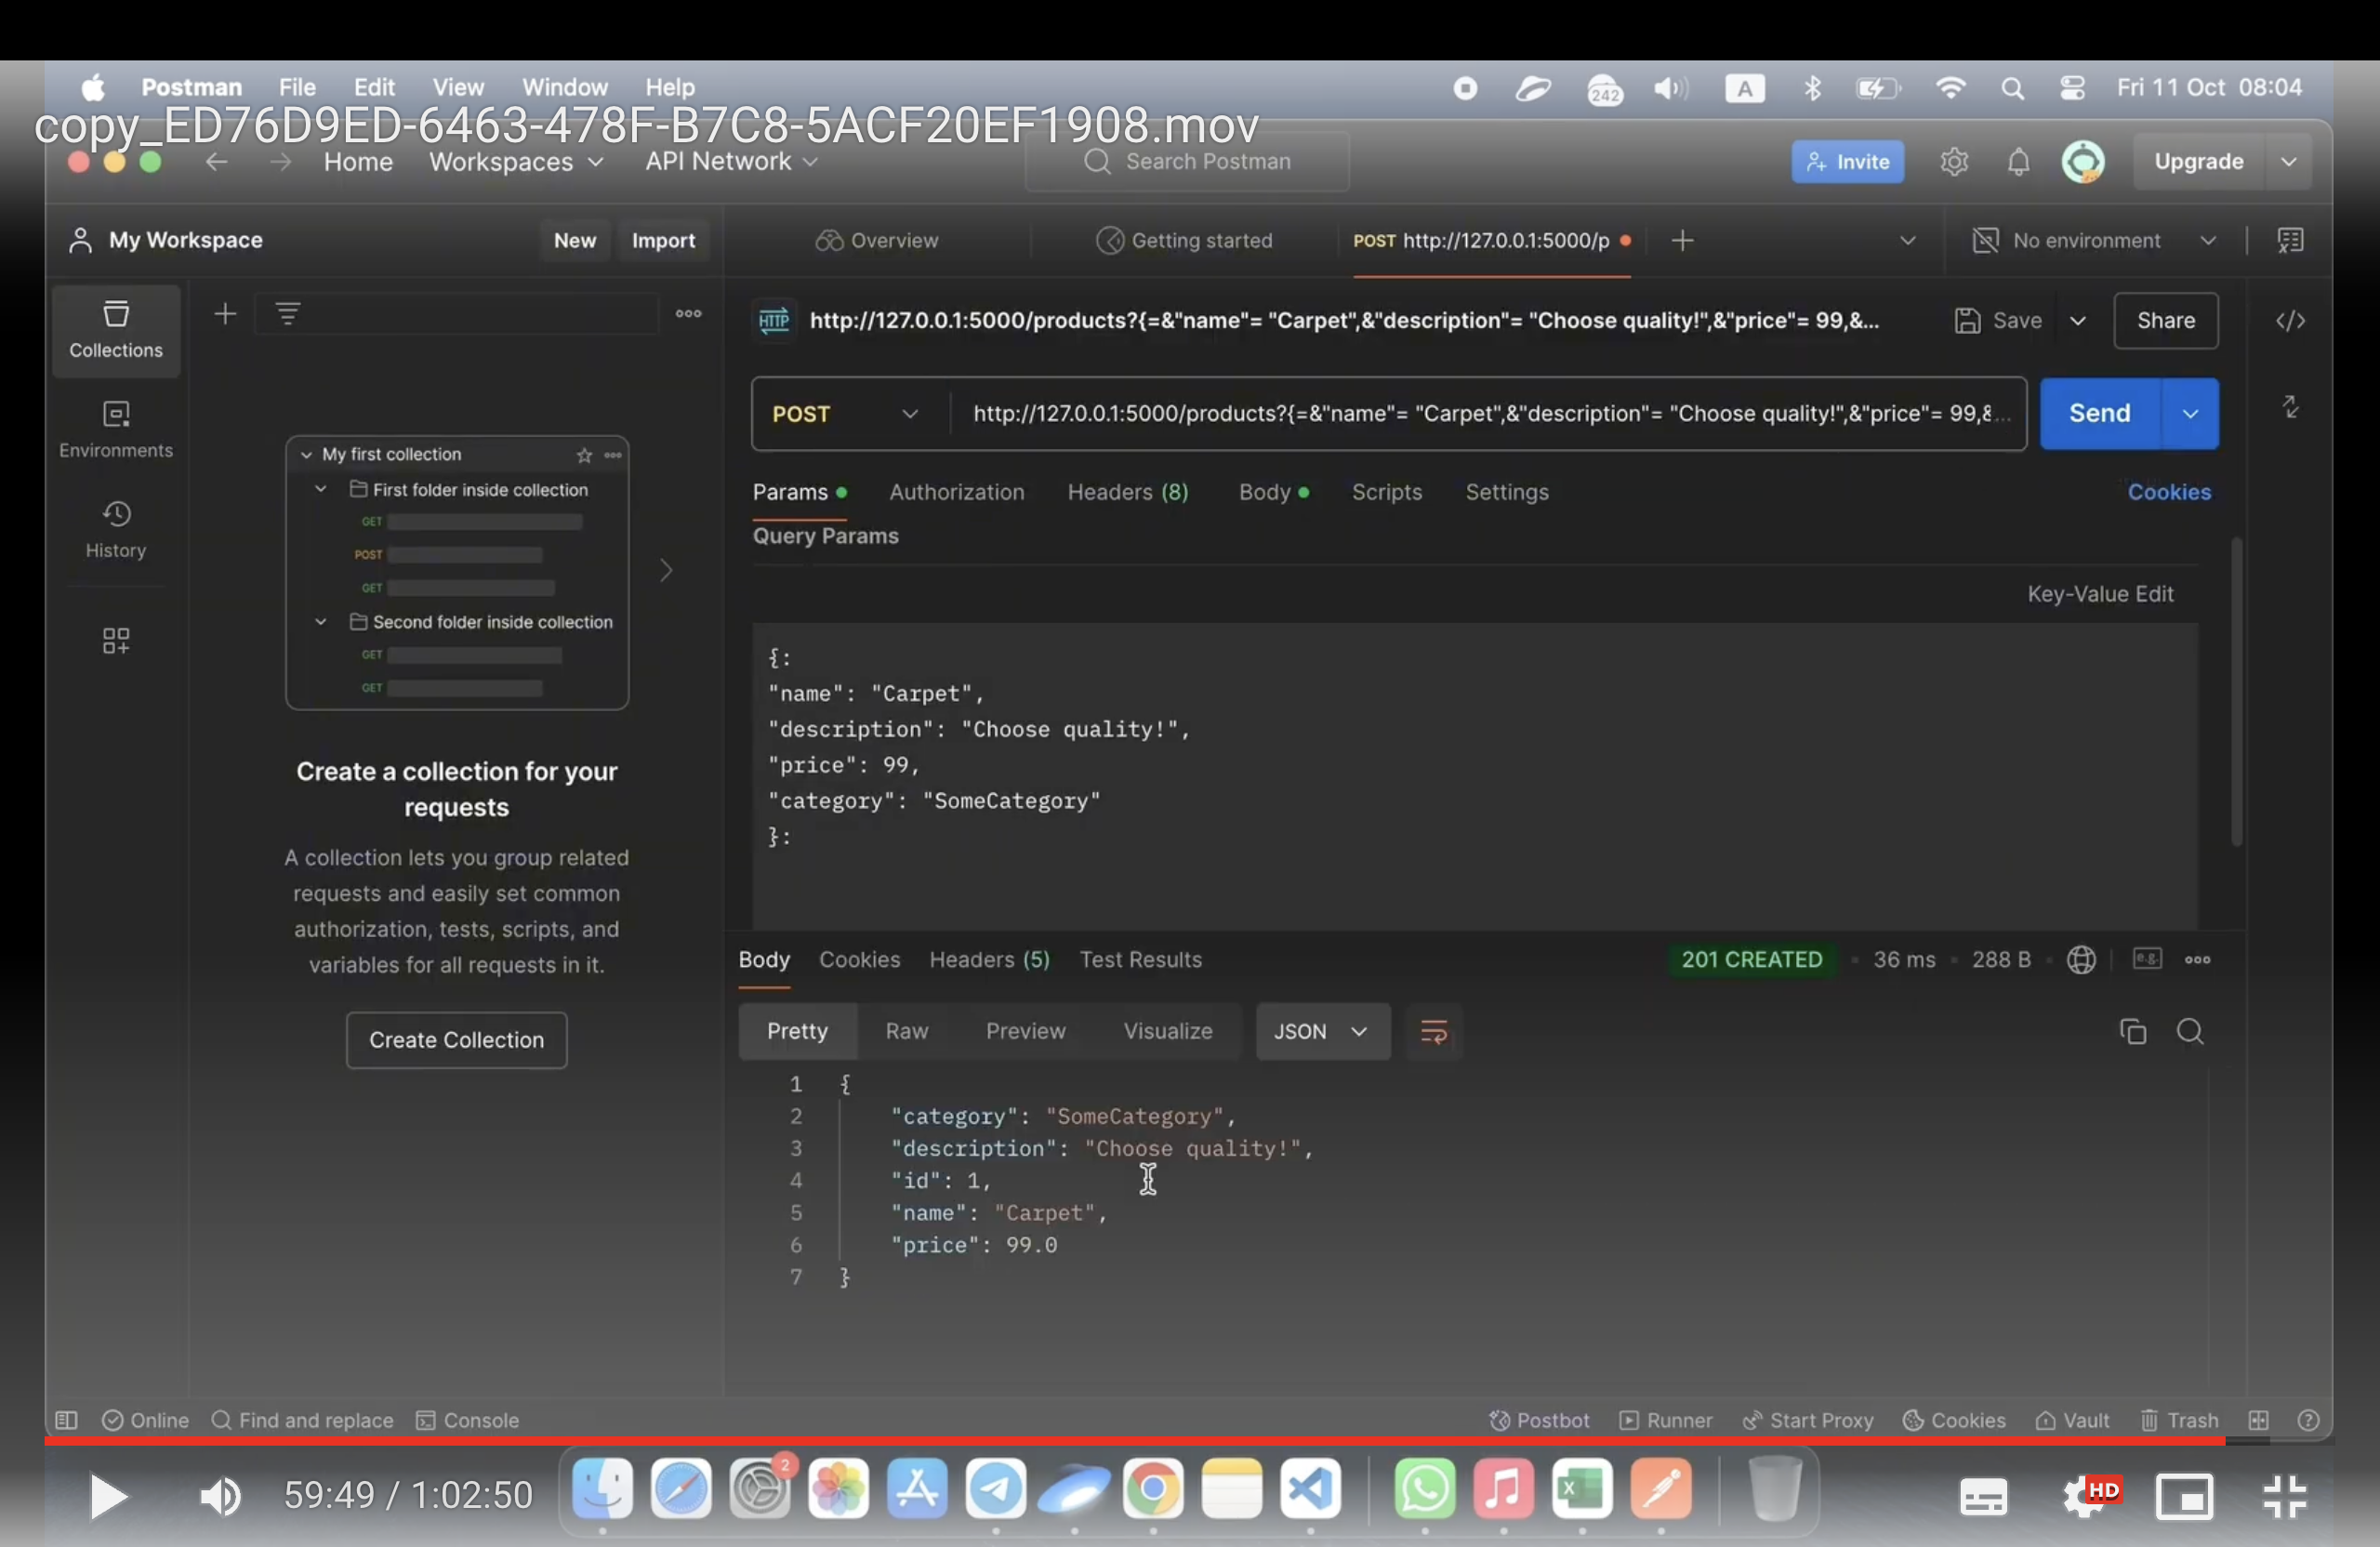 Postman File Edit View Window Help 242 A Fri 11 Oct 08:04
copy_ED76D9ED-6463-478F-B7C8-5ACF20EF1908.mov
Home Workspaces API Network Search Postman Invite Upgrade
My Workspace New Import Overview Getting started POST http://127.0.0.1:5000/p No environment
Collections
Environments
History
My first collection
First folder inside collection
GET
POST
GET
Second folder inside collection
GET
GET
Create a collection for your
requests
A collection lets you group related
requests and easily set common
authorization, tests, scripts, and
variables for all requests in it.
Create Collection
HTTP http://127.0.0.1:5000/products?{=&"name"= "Carpet",&"description"= "Choose quality!",&"price"= 99,&... Save Share
POST http://127.0.0.1:5000/products?{=&"name"= "Carpet",&"description"= "Choose quality!",&"price"= 99,&... Send
Params Authorization Headers (8) Body Scripts Settings Cookies
Query Params
Key-Value Edit
{:
"name": "Carpet",
"description": "Choose quality!",
"price": 99,
"category": "SomeCategory"
}:
Body Cookies Headers (5) Test Results 201 CREATED 36 ms 288 B e.g.
Pretty Raw Preview Visualize JSON
1 {
2 "category": "SomeCategory",
3 "description": "Choose quality!",
4 "id": 1,
5 "name": "Carpet",
6 "price": 99.0
7 }
Online Find and replace Console Postbot Runner Start Proxy Cookies Vault Trash
59:49 / 1:02:50 2 HD